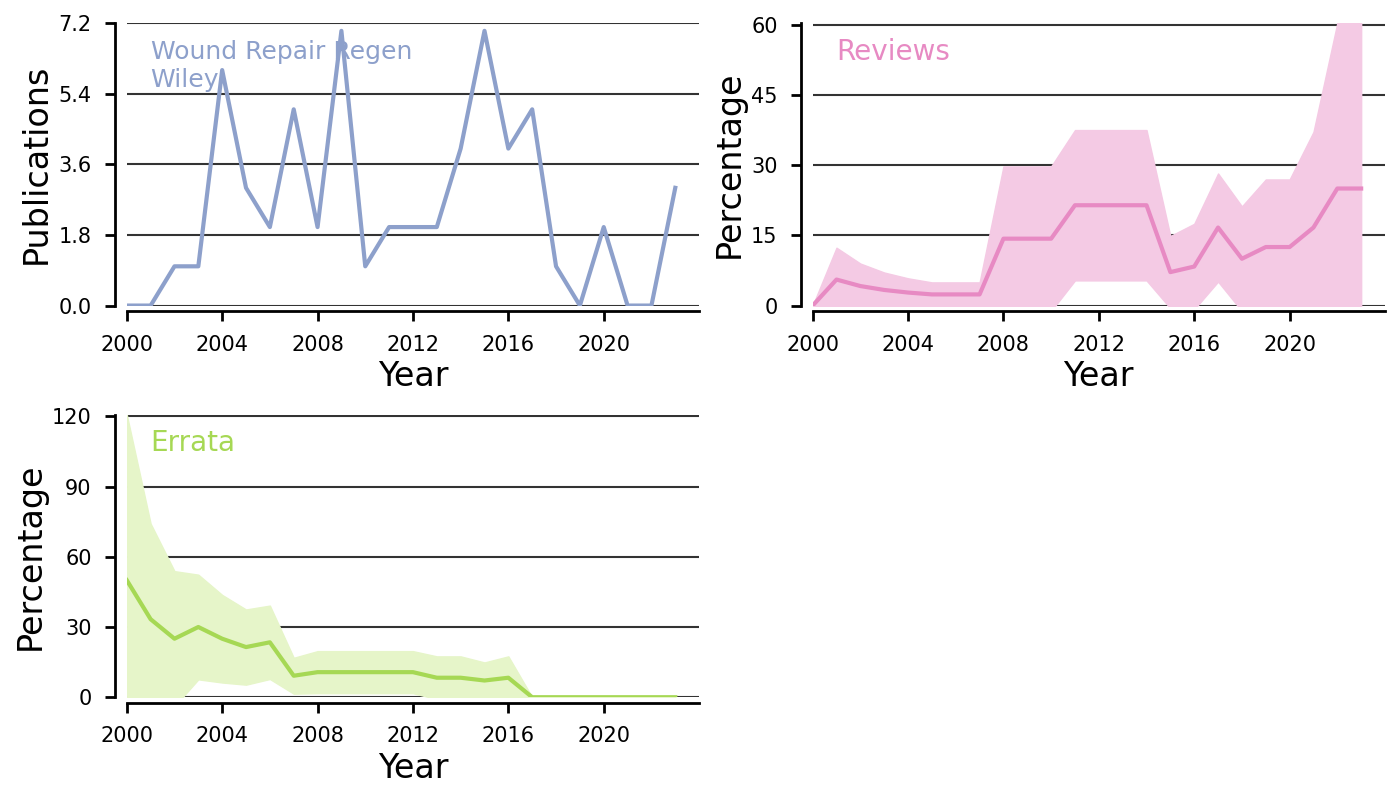 Publications
7.2
5.4
3.6
1.8
0.0
Wound Repair Regen
Wiley
2000 2004 2008 2012 2016 2020
Year
Percentage
60
45
30
15
0
Reviews
2000 2004 2008 2012 2016 2020
Year
Percentage
120
90
60
30
0
Errata
2000 2004 2008 2012 2016 2020
Year